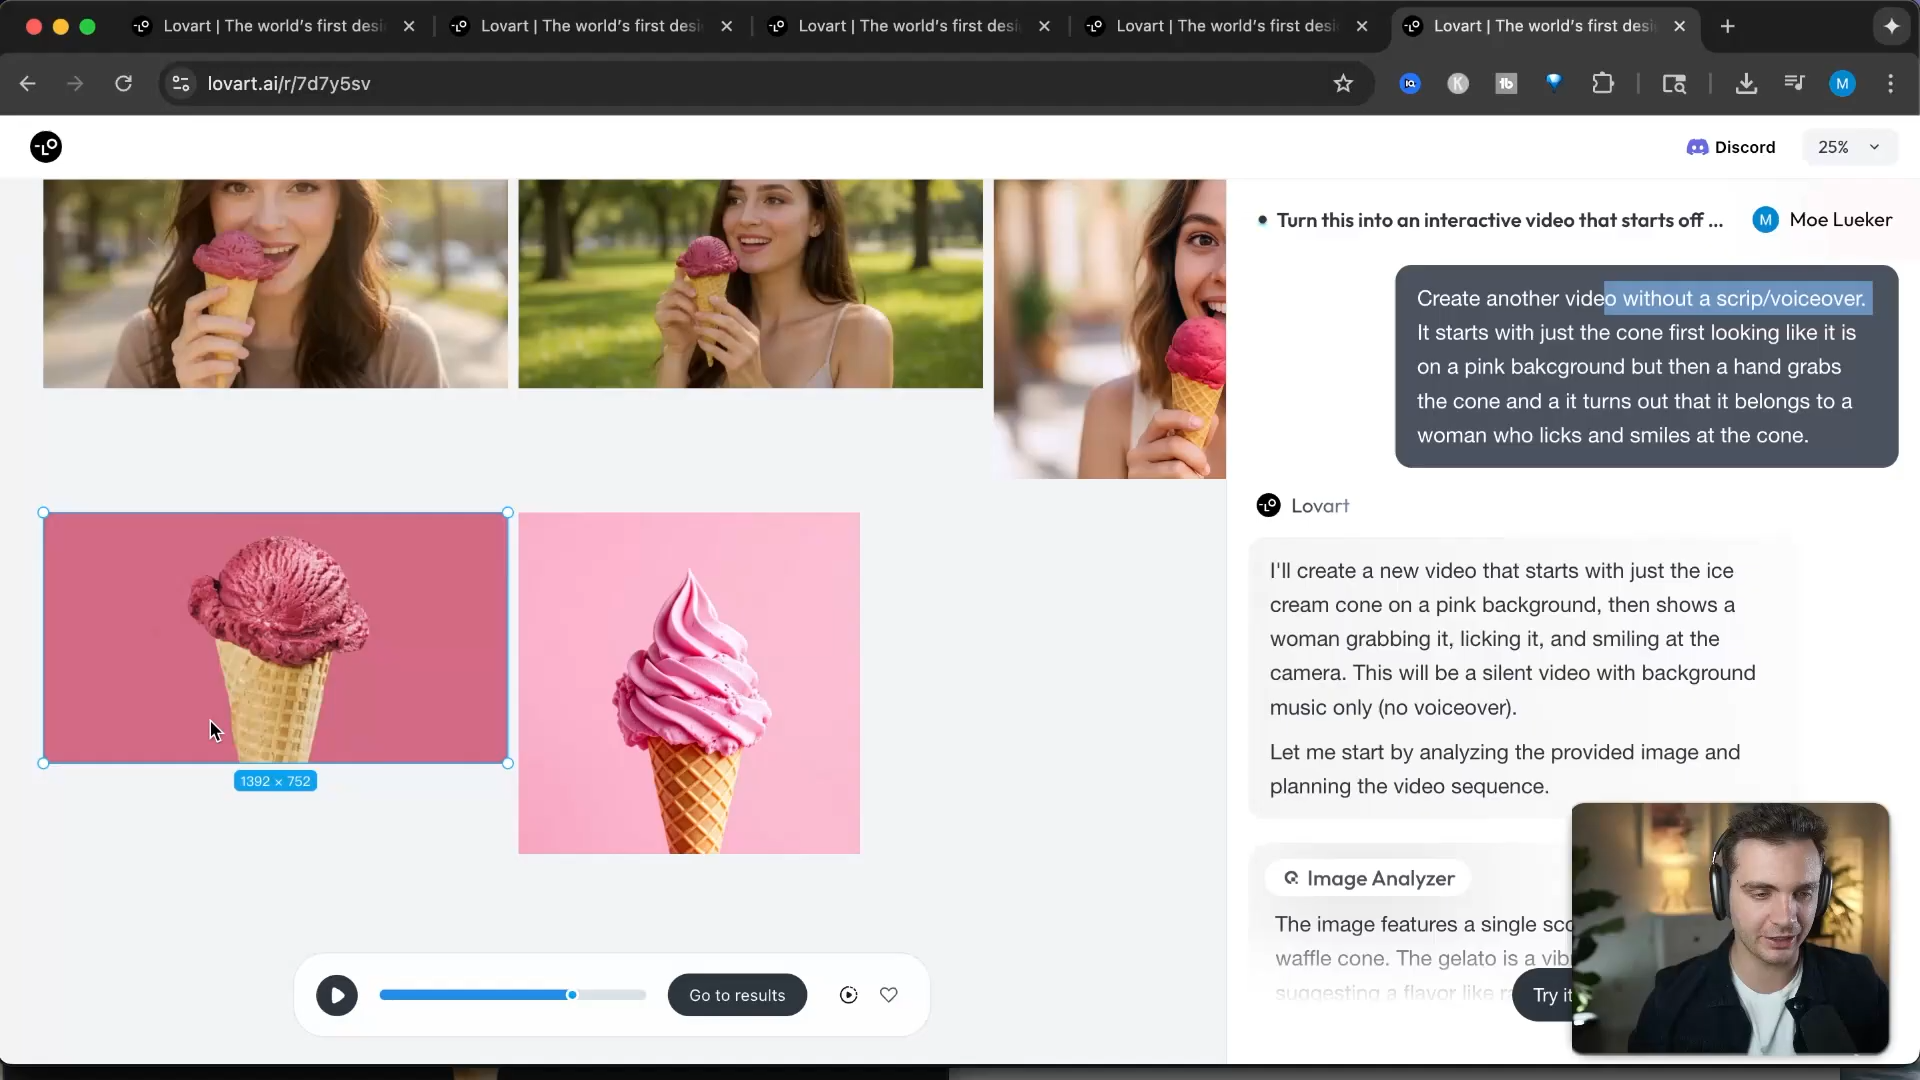 Lovart | The world's first desi
Lovart | The world's first desi
Lovart | The world's first desi
Lovart | The world's first desi
Lovart | The world's first desi
lovart.ai/r/7d7y5sv
Discord
25%
Turn this into an interactive video that starts off ...
M
Moe Lueker
Create another video without a scrip/voiceover.
It starts with just the cone first looking like it is
on a pink bakcground but then a hand grabs
the cone and a it turns out that it belongs to a
woman who licks and smiles at the cone.
Lovart
I'll create a new video that starts with just the ice
cream cone on a pink background, then shows a
woman grabbing it, licking it, and smiling at the
camera. This will be a silent video with background
music only (no voiceover).
Let me start by analyzing the provided image and
planning the video sequence.
Image Analyzer
The image features a single sco
waffle cone. The gelato is a vib
suggesting a flavor like r
Try it
1392 × 752
Go to results